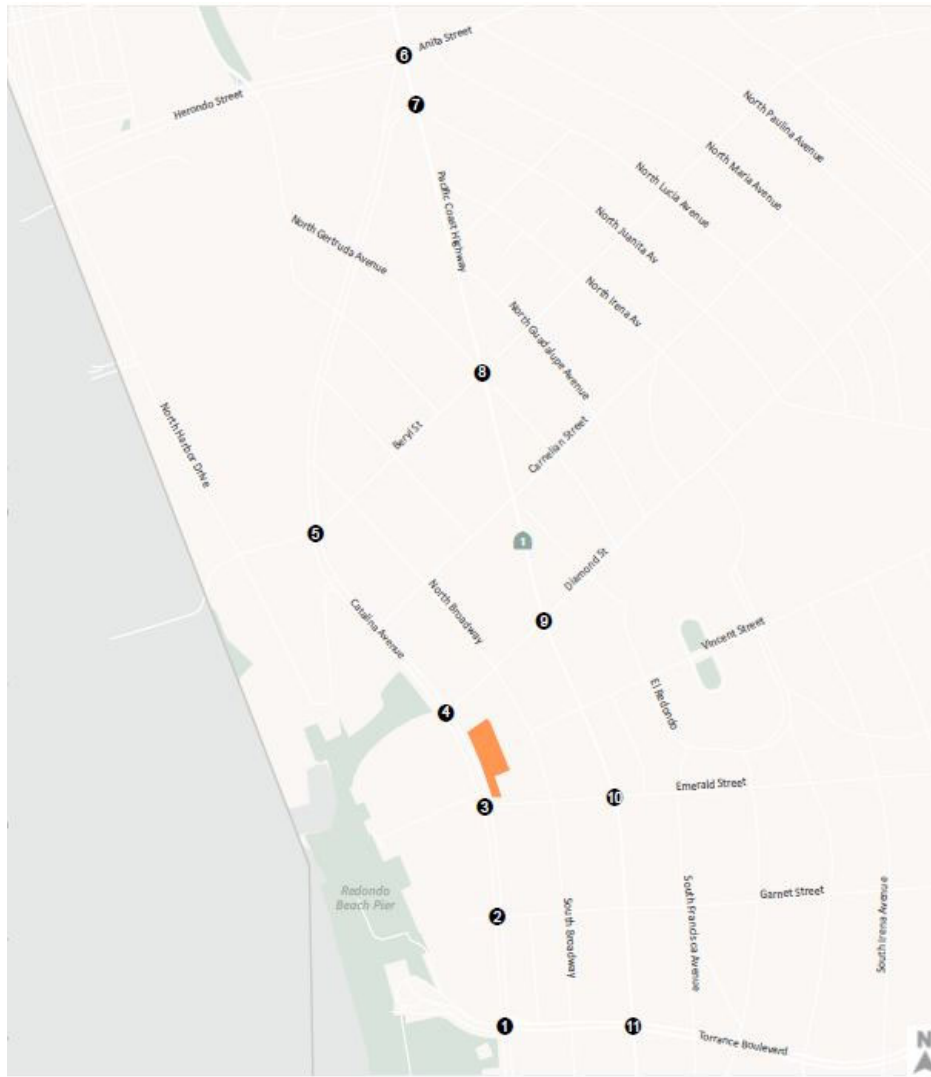 6
Anita Street
7
Herondo Street
North Paulina Avenue
North Maria Avenue
North Lucia Avenue
Pacific Coast Highway
North Gertruda Avenue
North Juanita Av
North Irena Av
North Guadalupe Avenue
8
Beryl St
Carnelian Street
North Harbor Drive
5
1
Diamond St
North Broadway
Catalina Avenue
9
Vincent Street
El Redondo
4
3
10
Emerald Street
Redondo
Beach Pier
2
South Broadway
South Francisca Avenue
Garnet Street
South Irena Avenue
1
11
Torrance Boulevard
N